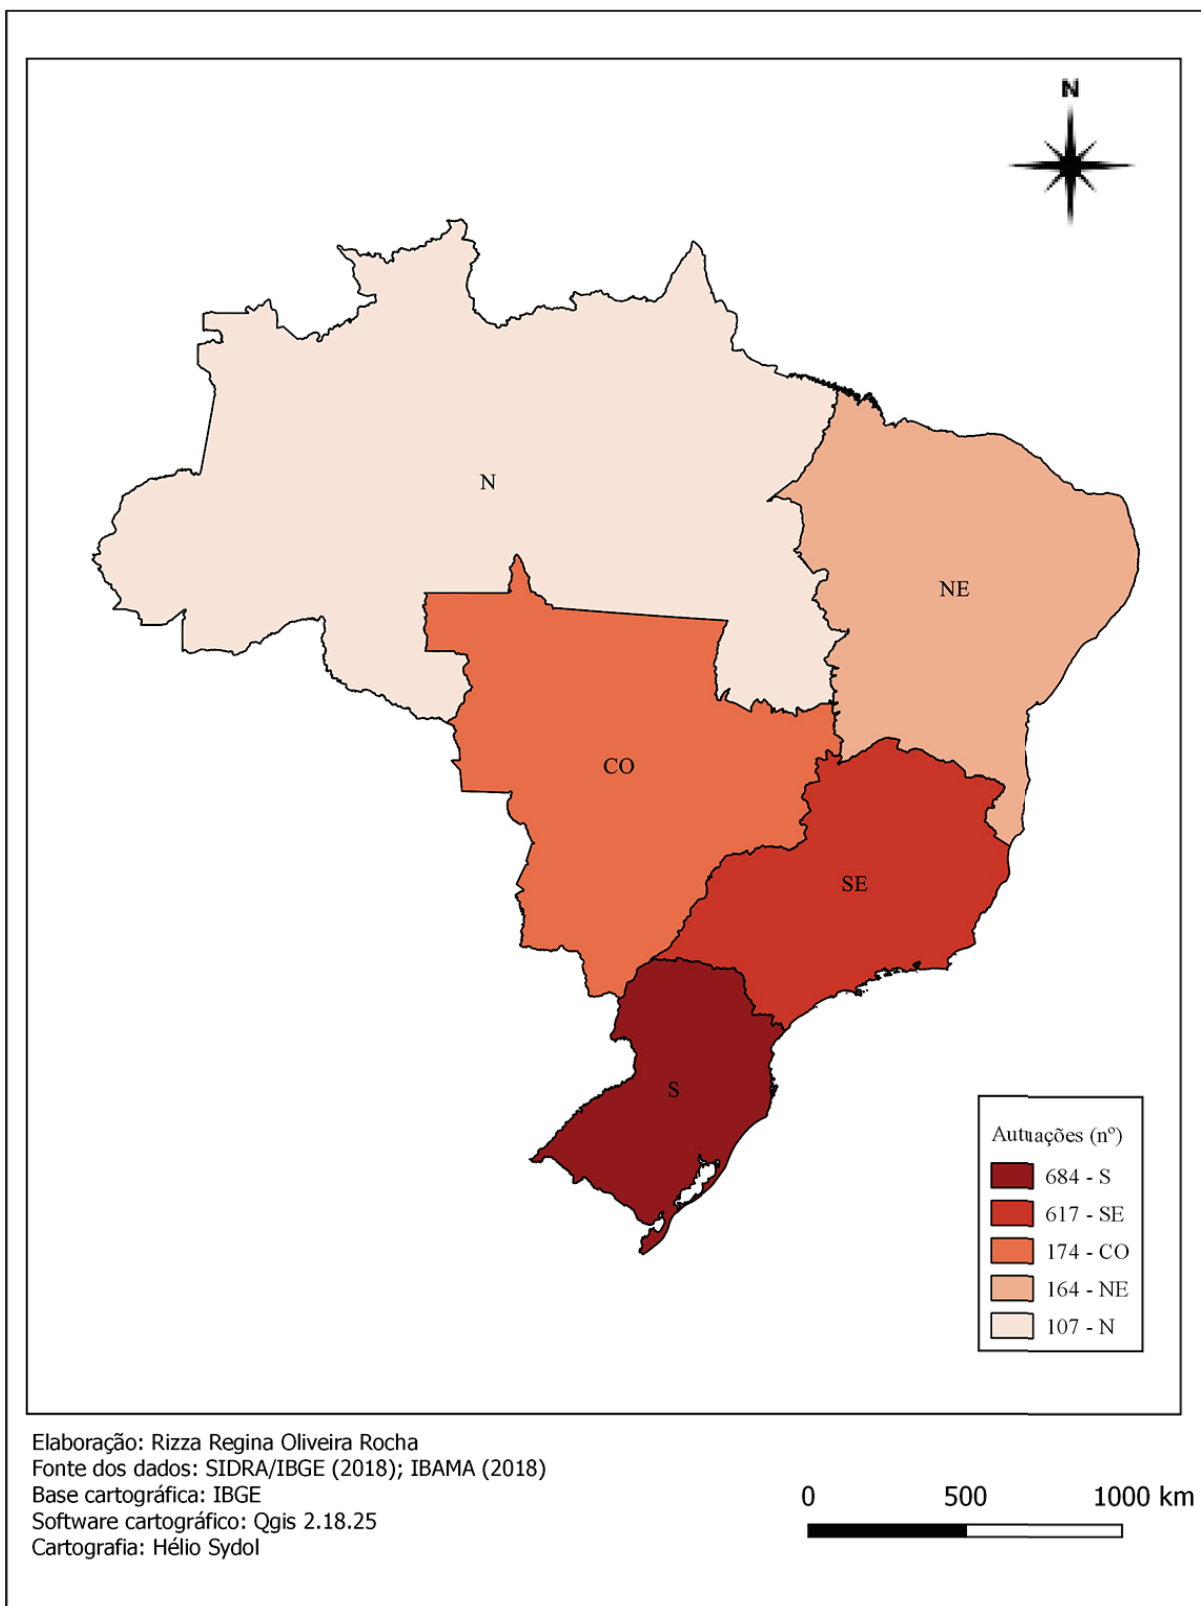 N
N
NE
CO
SE
S
Autuações (nº)
684 - S
617 - SE
174 - CO
164 - NE
107 - N
Elaboração: Rizza Regina Oliveira Rocha
Fonte dos dados: SIDRA/IBGE (2018); IBAMA (2018)
Base cartográfica: IBGE
Software cartográfico: Qgis 2.18.25
Cartografia: Hélio Sydol
0 500 1000 km